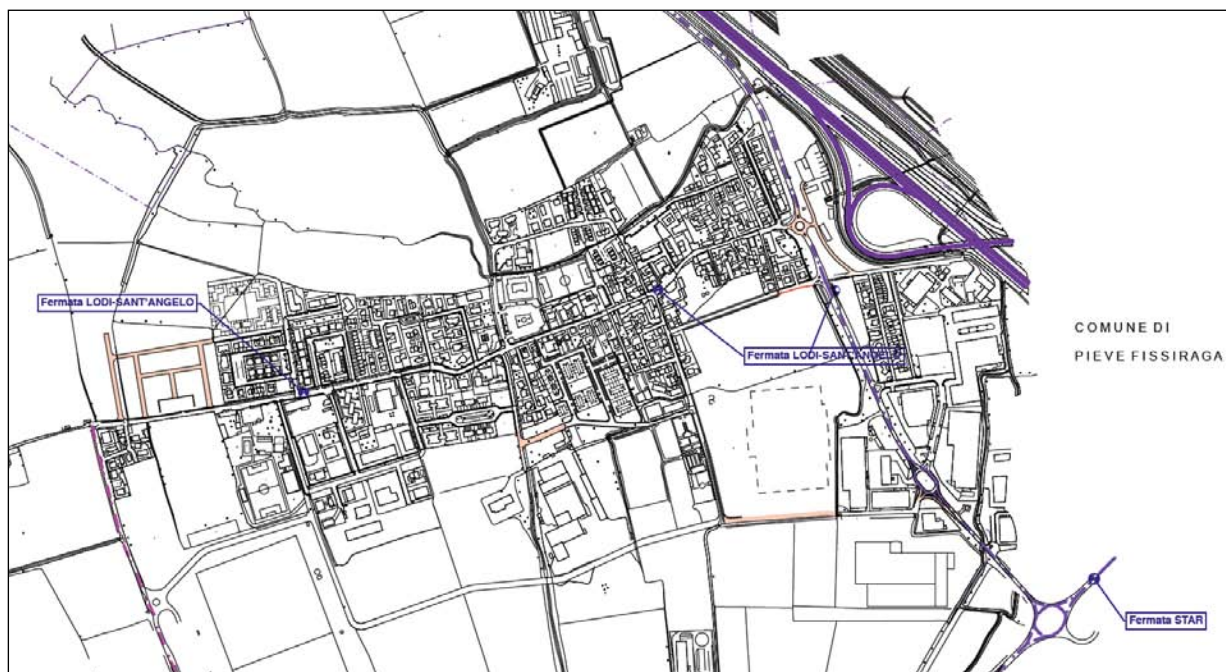 Fermata LODI-SANT'ANGELO
COMUNE DI
PIEVE FISSIRAGA
Fermata LODI-SANT'ANGELO
Fermata STAR